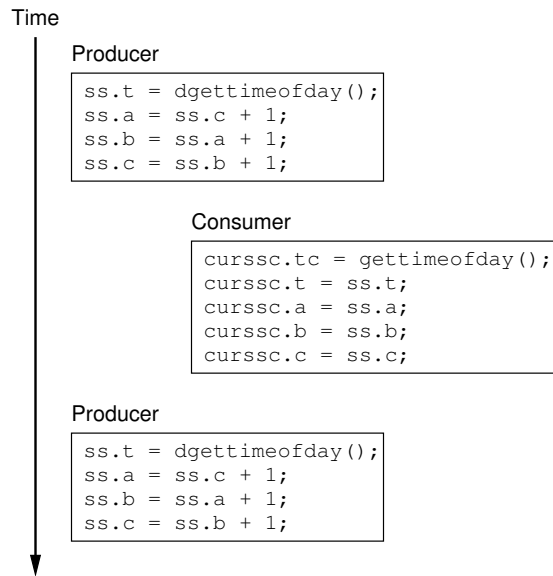 Time
Producer
ss.t = dgettimeofday();
ss.a = ss.c + 1;
ss.b = ss.a + 1;
ss.c = ss.b + 1;
Consumer
curssc.tc = gettimeofday();
curssc.t = ss.t;
curssc.a = ss.a;
curssc.b = ss.b;
curssc.c = ss.c;
Producer
ss.t = dgettimeofday();
ss.a = ss.c + 1;
ss.b = ss.a + 1;
ss.c = ss.b + 1;